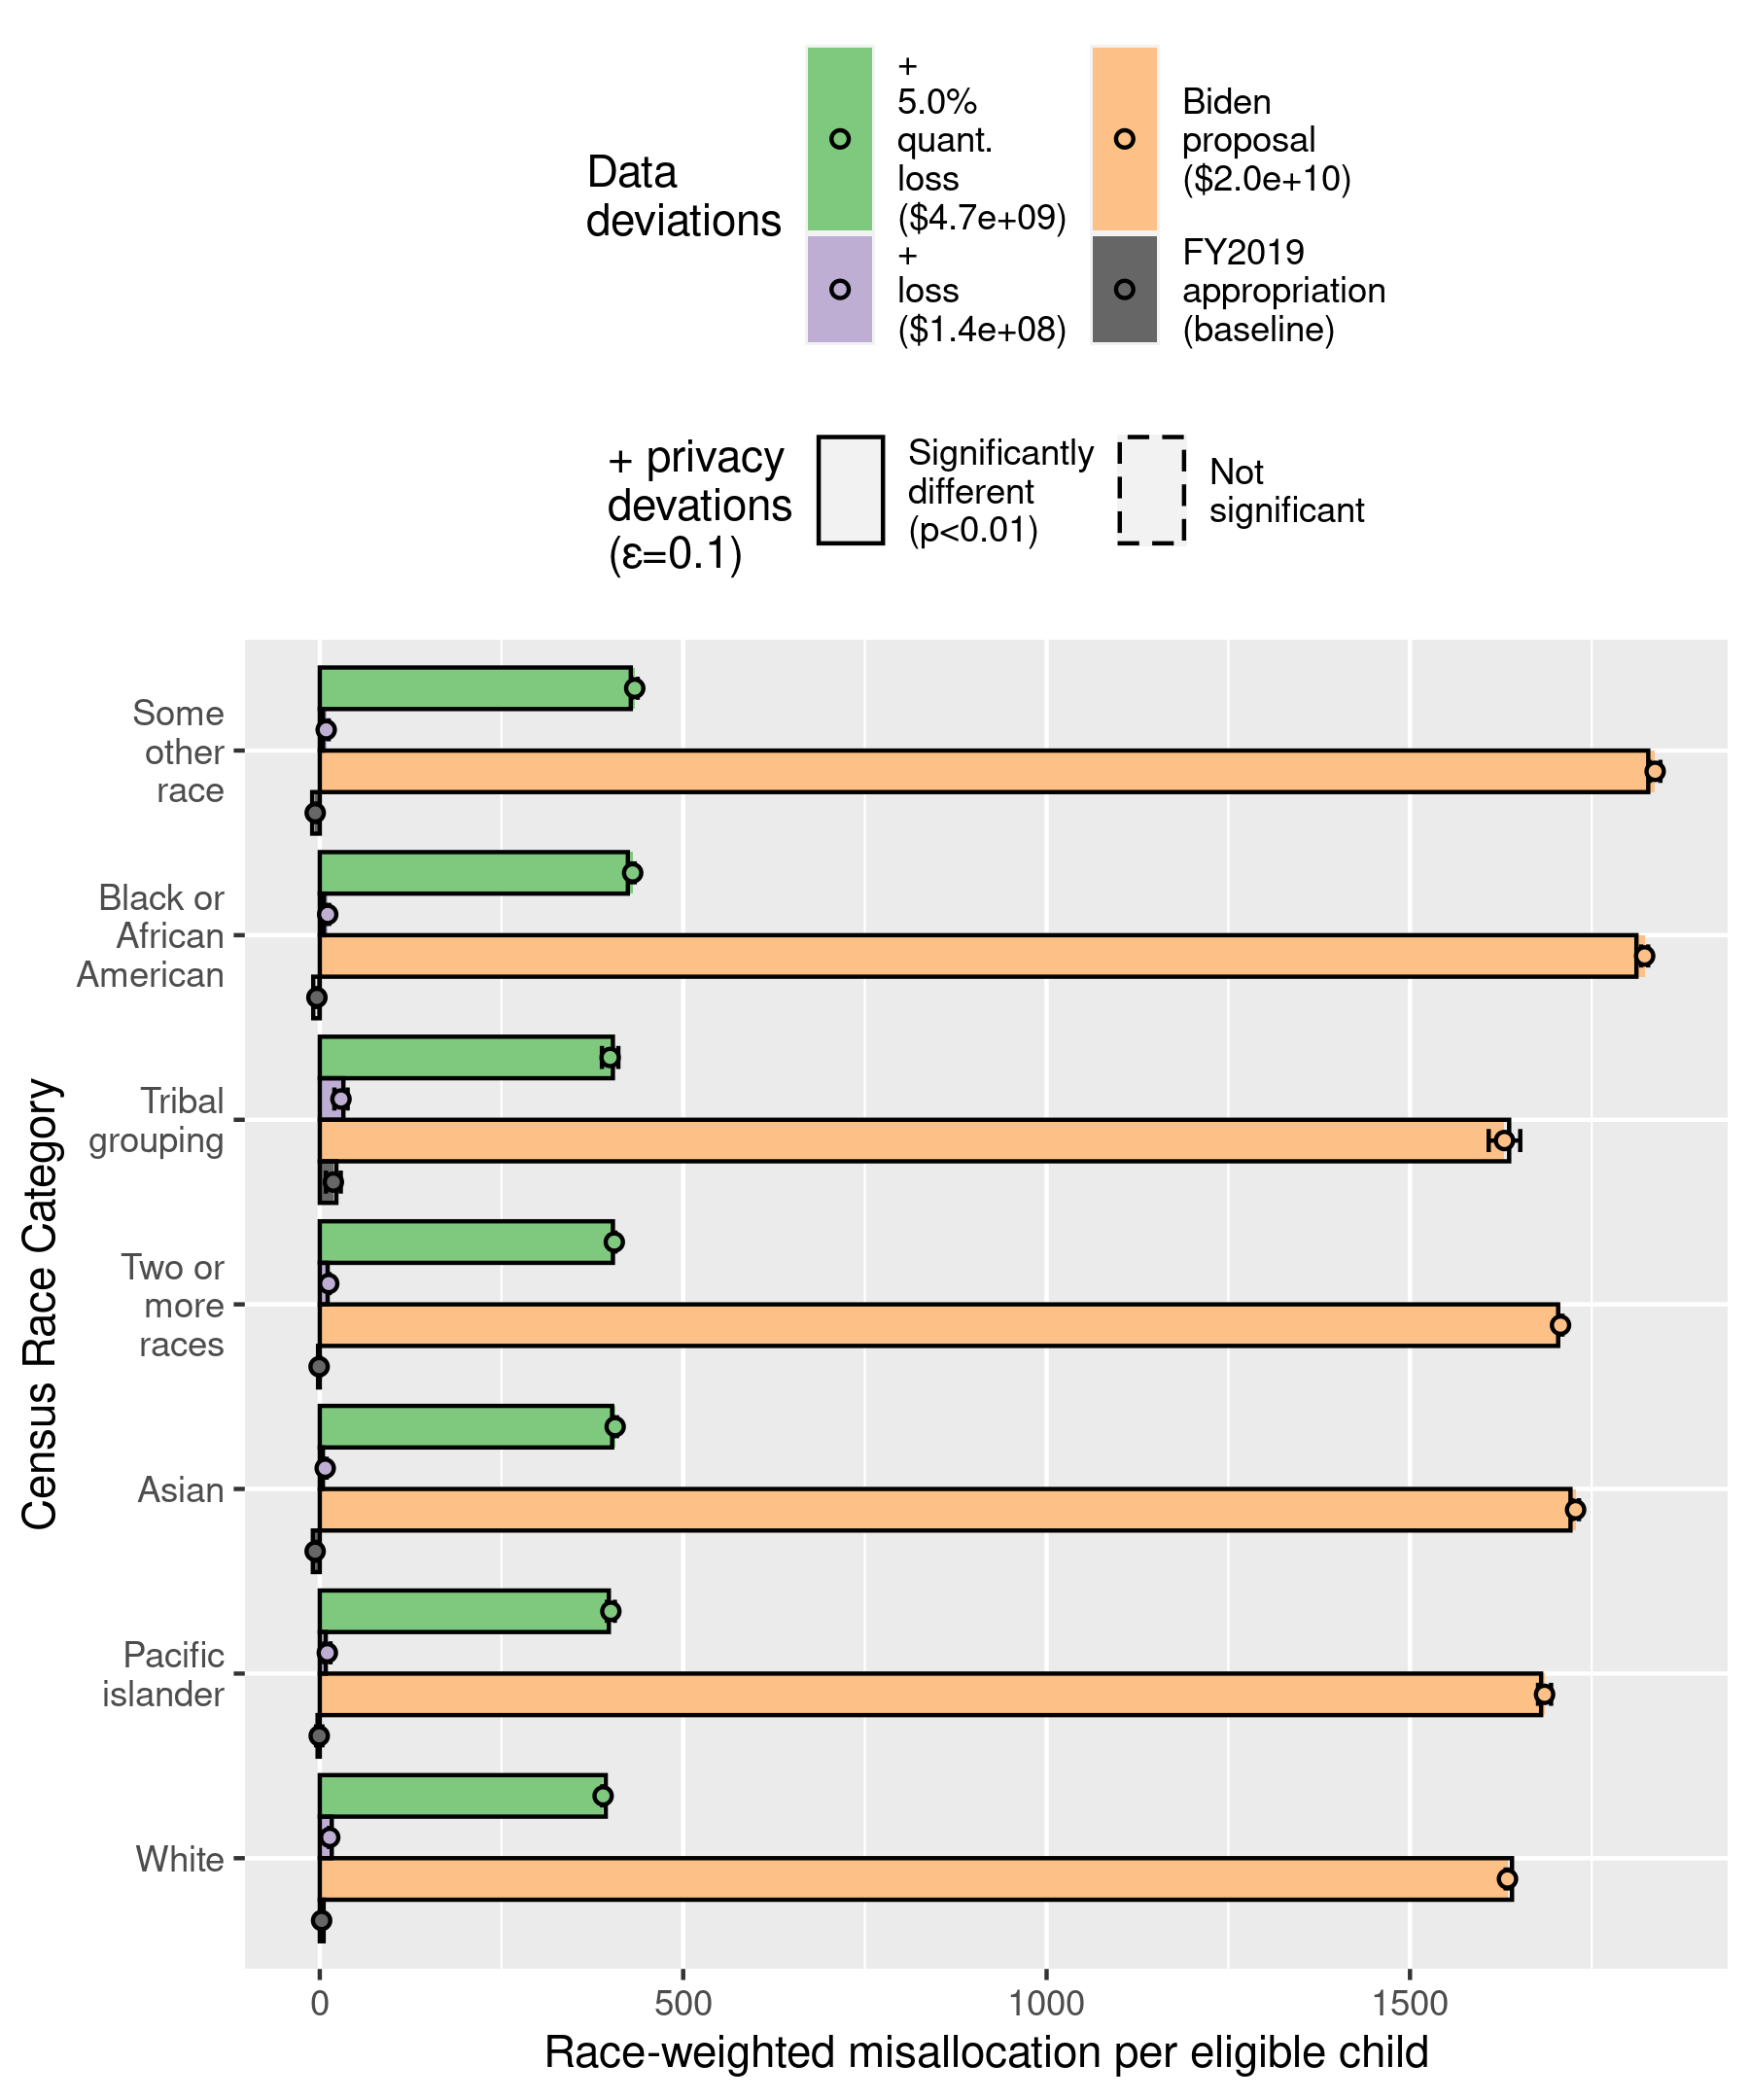 Data
deviations
+
5.0%
quant.
loss
($4.7e+09)
+
loss
($1.4e+08)
Biden
proposal
($2.0e+10)
FY2019
appropriation
(baseline)
+ privacy
devations
(ε=0.1)
Significantly
different
(p<0.01)
Not
significant
Census Race Category
Some
other
race
Black or
African
American
Tribal
grouping
Two or
more
races
Asian
Pacific
islander
White
0
500
1000
1500
Race-weighted misallocation per eligible child